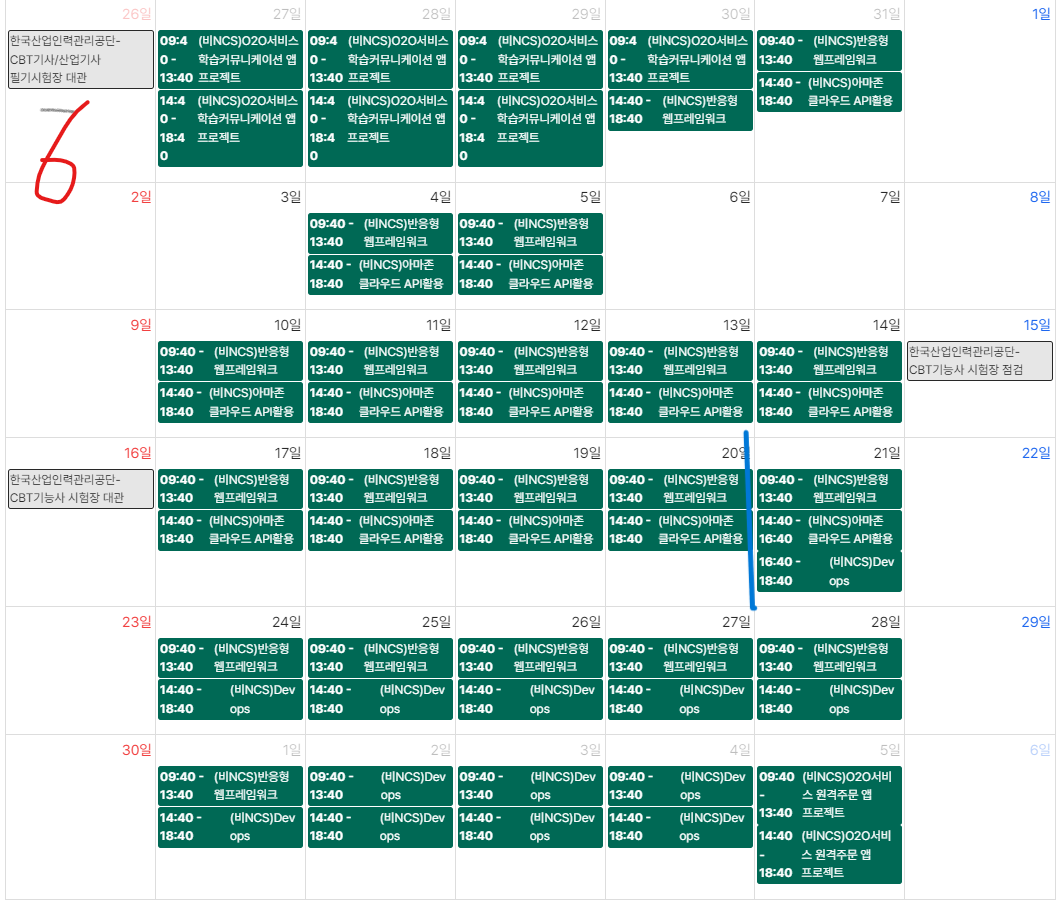 26일
한국산업인력관리공단-
CBT기사/산업기사
필기시험장 대관
6
27일
09:4 (비NCS)O2O서비스
0 - 학습커뮤니케이션 앱
13:40 프로젝트
14:4 (비NCS)O2O서비스
0 - 학습커뮤니케이션 앱
18:4 프로젝트
0
28일
09:4 (비NCS)O2O서비스
0 - 학습커뮤니케이션 앱
13:40 프로젝트
14:4 (비NCS)O2O서비스
0 - 학습커뮤니케이션 앱
18:4 프로젝트
0
29일
09:4 (비NCS)O2O서비스
0 - 학습커뮤니케이션 앱
13:40 프로젝트
14:4 (비NCS)O2O서비스
0 - 학습커뮤니케이션 앱
18:4 프로젝트
0
30일
09:4 (비NCS)O2O서비스
0 - 학습커뮤니케이션 앱
13:40 프로젝트
14:40 - (비NCS)반응형
18:40 웹프레임워크
31일
09:40 - (비NCS)반응형
13:40 웹프레임워크
14:40 - (비NCS)아마존
18:40 클라우드 API활용
1일
2일
3일
4일
09:40 - (비NCS)반응형
13:40 웹프레임워크
14:40 - (비NCS)아마존
18:40 클라우드 API활용
5일
09:40 - (비NCS)반응형
13:40 웹프레임워크
14:40 - (비NCS)아마존
18:40 클라우드 API활용
6일
7일
8일
9일
10일
09:40 - (비NCS)반응형
13:40 웹프레임워크
14:40 - (비NCS)아마존
18:40 클라우드 API활용
11일
09:40 - (비NCS)반응형
13:40 웹프레임워크
14:40 - (비NCS)아마존
18:40 클라우드 API활용
12일
09:40 - (비NCS)반응형
13:40 웹프레임워크
14:40 - (비NCS)아마존
18:40 클라우드 API활용
13일
09:40 - (비NCS)반응형
13:40 웹프레임워크
14:40 - (비NCS)아마존
18:40 클라우드 API활용
14일
09:40 - (비NCS)반응형
13:40 웹프레임워크
14:40 - (비NCS)아마존
18:40 클라우드 API활용
15일
한국산업인력관리공단-
CBT기능사 시험장 점검
16일
한국산업인력관리공단-
CBT기능사 시험장 대관
17일
09:40 - (비NCS)반응형
13:40 웹프레임워크
14:40 - (비NCS)아마존
18:40 클라우드 API활용
18일
09:40 - (비NCS)반응형
13:40 웹프레임워크
14:40 - (비NCS)아마존
18:40 클라우드 API활용
19일
09:40 - (비NCS)반응형
13:40 웹프레임워크
14:40 - (비NCS)아마존
18:40 클라우드 API활용
20일
09:40 - (비NCS)반응형
13:40 웹프레임워크
14:40 - (비NCS)아마존
18:40 클라우드 API활용
21일
09:40 - (비NCS)반응형
13:40 웹프레임워크
14:40 - (비NCS)아마존
16:40 클라우드 API활용
16:40 - (비NCS)Dev
18:40 ops
22일
23일
24일
09:40 - (비NCS)반응형
13:40 웹프레임워크
14:40 - (비NCS)Dev
18:40 ops
25일
09:40 - (비NCS)반응형
13:40 웹프레임워크
14:40 - (비NCS)Dev
18:40 ops
26일
09:40 - (비NCS)반응형
13:40 웹프레임워크
14:40 - (비NCS)Dev
18:40 ops
27일
09:40 - (비NCS)반응형
13:40 웹프레임워크
14:40 - (비NCS)Dev
18:40 ops
28일
09:40 - (비NCS)반응형
13:40 웹프레임워크
14:40 - (비NCS)Dev
18:40 ops
29일
30일
1일
09:40 - (비NCS)반응형
13:40 웹프레임워크
14:40 - (비NCS)Dev
18:40 ops
2일
09:40 - (비NCS)Dev
13:40 ops
14:40 - (비NCS)Dev
18:40 ops
3일
09:40 - (비NCS)Dev
13:40 ops
14:40 - (비NCS)Dev
18:40 ops
4일
09:40 - (비NCS)Dev
13:40 ops
14:40 - (비NCS)Dev
18:40 ops
5일
09:40 (비NCS)O2O서비
- 스 원격주문 앱
13:40 프로젝트
14:40 (비NCS)O2O서비
- 스 원격주문 앱
18:40 프로젝트
6일